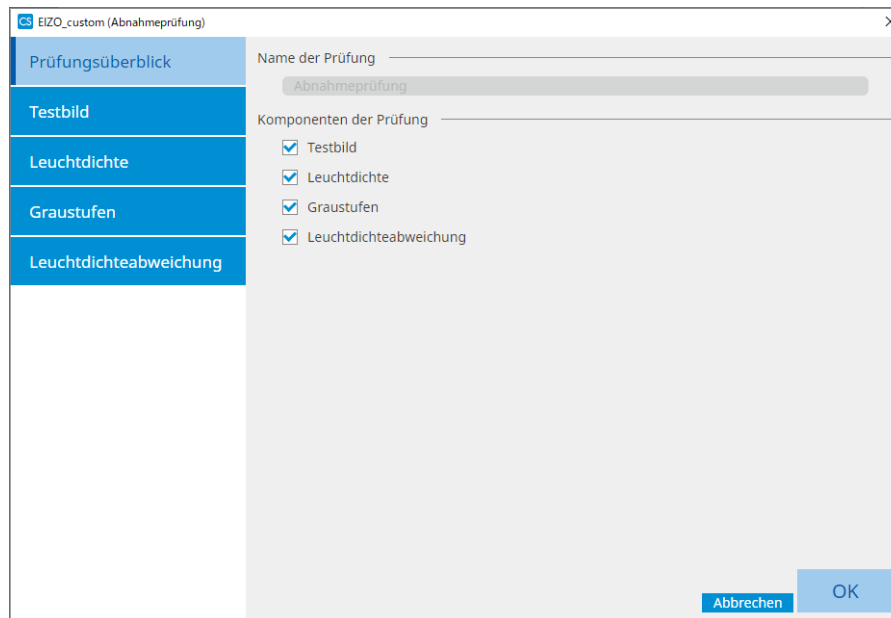 CS EIZO_custom (Abnahmeprüfung)
Prüfungsüberblick
Testbild
Leuchtdichte
Graustufen
Leuchtdichteabweichung
Name der Prüfung
Abnahmeprüfung
Komponenten der Prüfung
Testbild
Leuchtdichte
Graustufen
Leuchtdichteabweichung
Abbrechen
OK